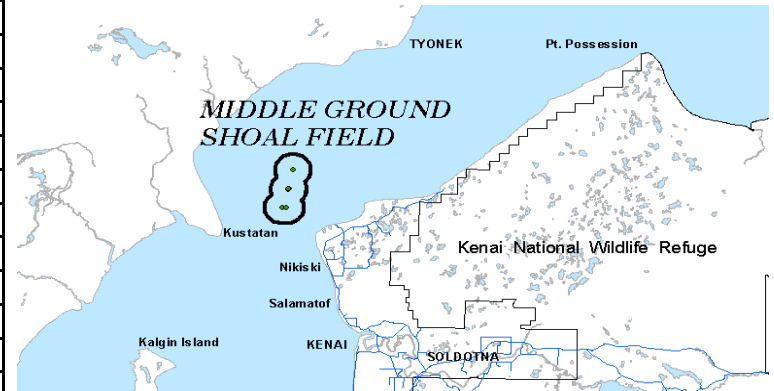 TYONEK
Pt. Possession
MIDDLE GROUND
SHOAL FIELD
Kustatan
Kenai National Wildlife Refuge
Nikiski
Salamatof
Kalgin Island
KENAI
SOLDOTNA